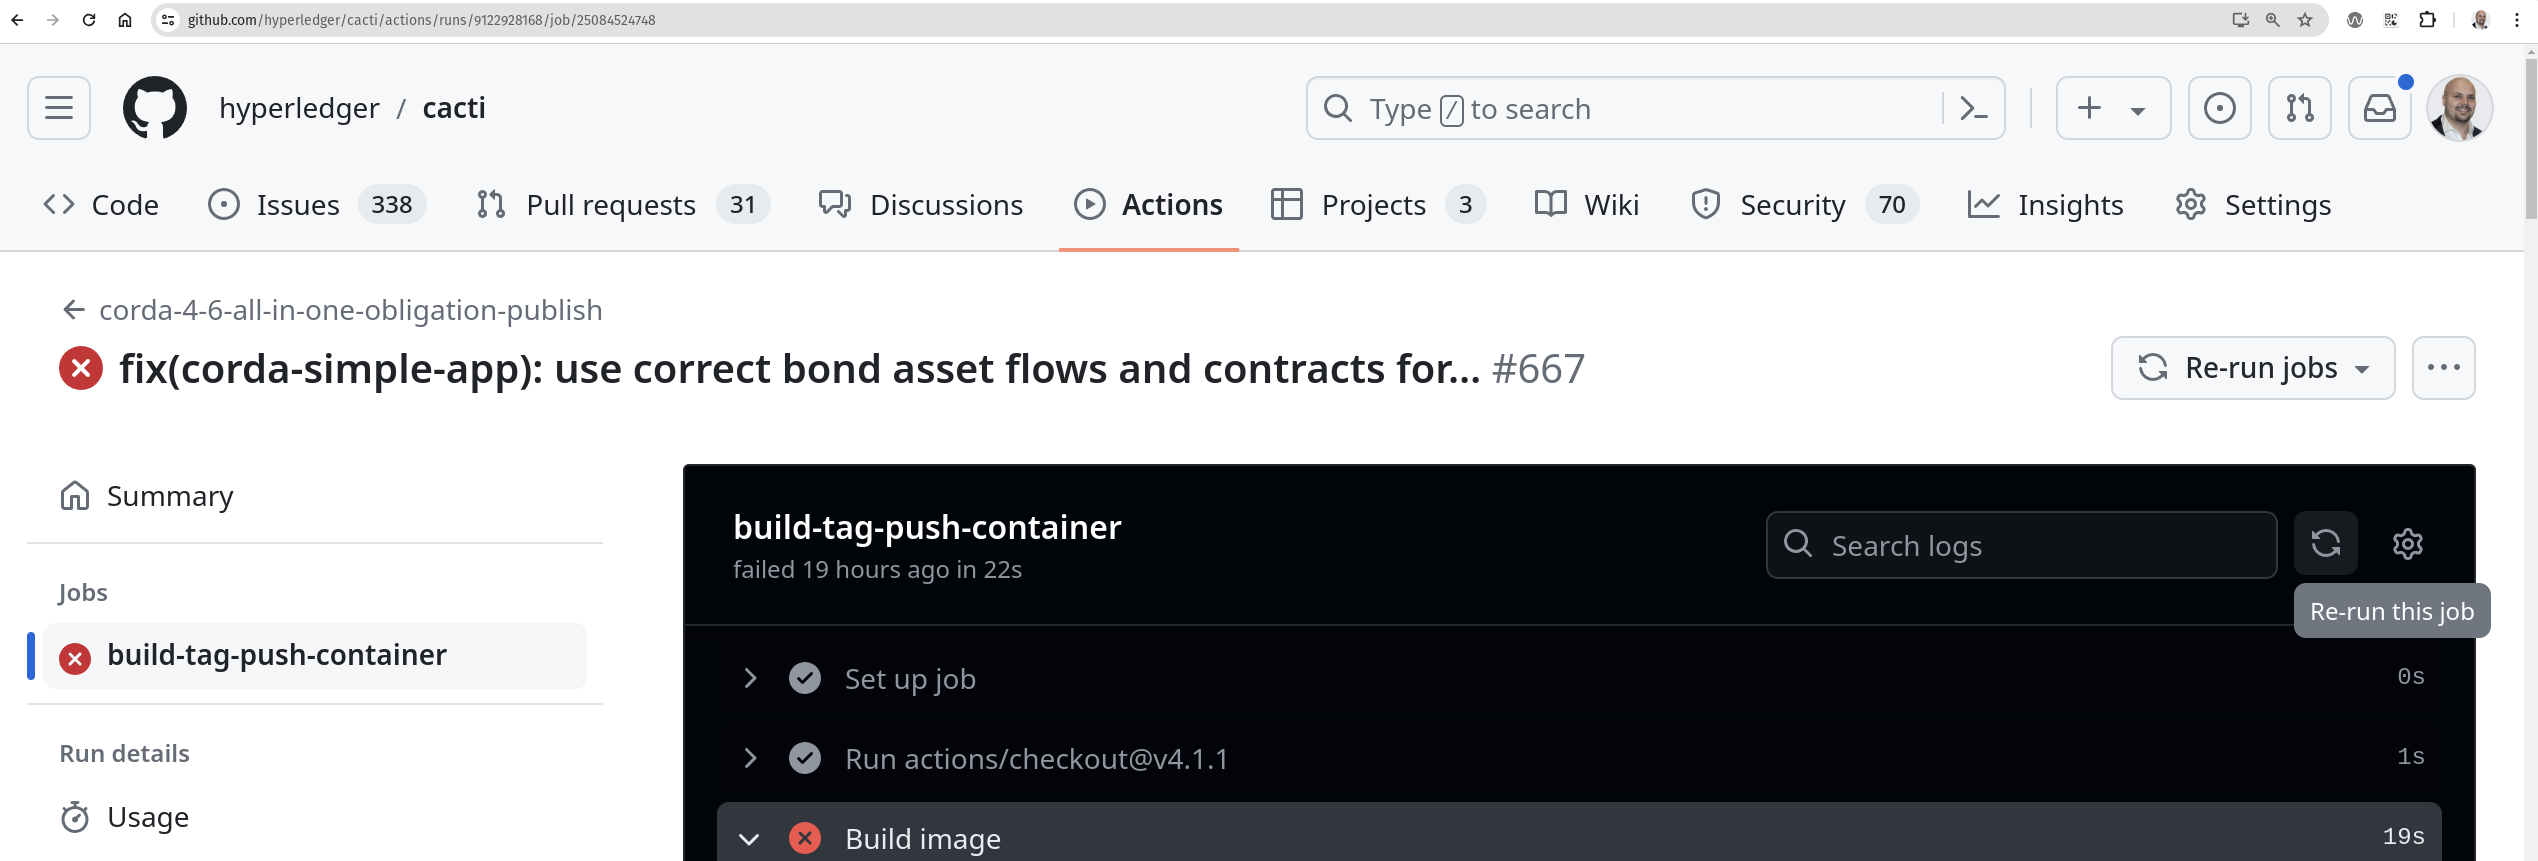 github.com/hyperledger/cacti/actions/runs/9122928168/job/25084524748
hyperledger / cacti
Type / to search
Code Issues 338 Pull requests 31 Discussions Actions Projects 3 Wiki Security 70 Insights Settings
corda-4-6-all-in-one-obligation-publish
fix(corda-simple-app): use correct bond asset flows and contracts for... #667
Re-run jobs
Summary
Jobs
build-tag-push-container
Run details
Usage
build-tag-push-container
failed 19 hours ago in 22s
Search logs
Re-run this job
Set up job 0s
Run actions/checkout@v4.1.1 1s
Build image 19s